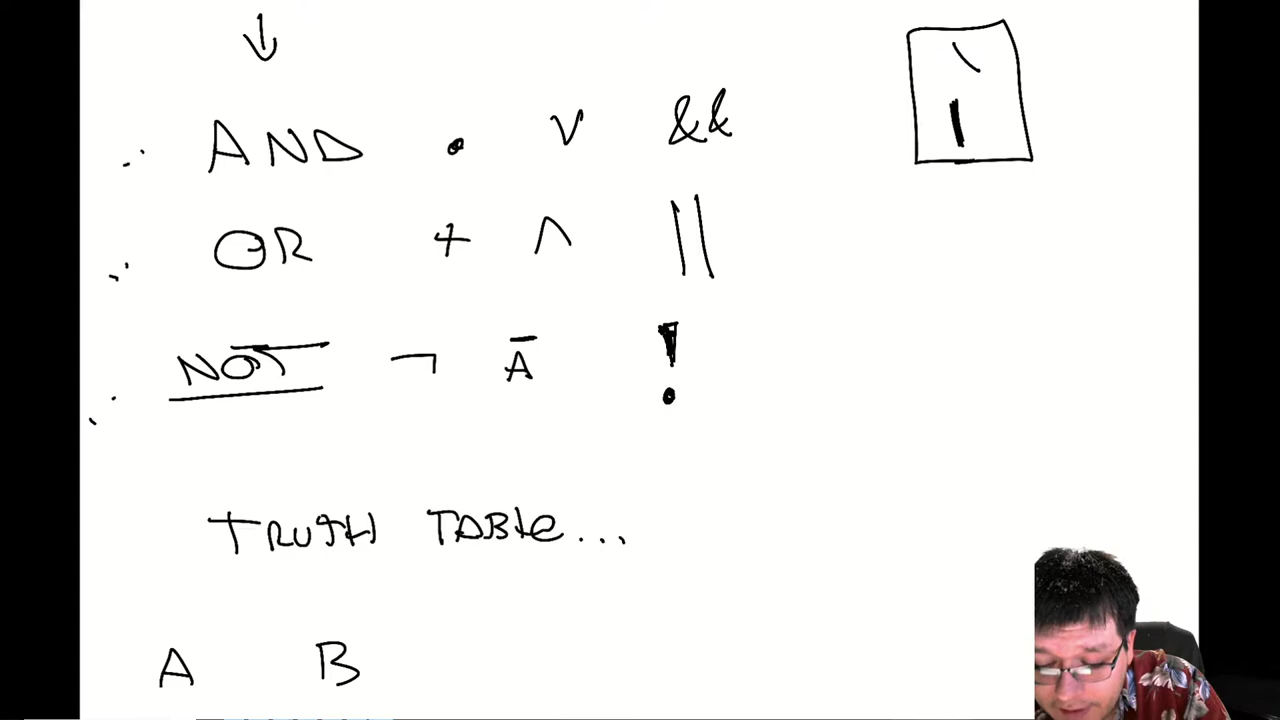 AND • ∨ &&
OR + ∧ ||
NOT ¬ Ā !
TRUTH TABLE...
A B